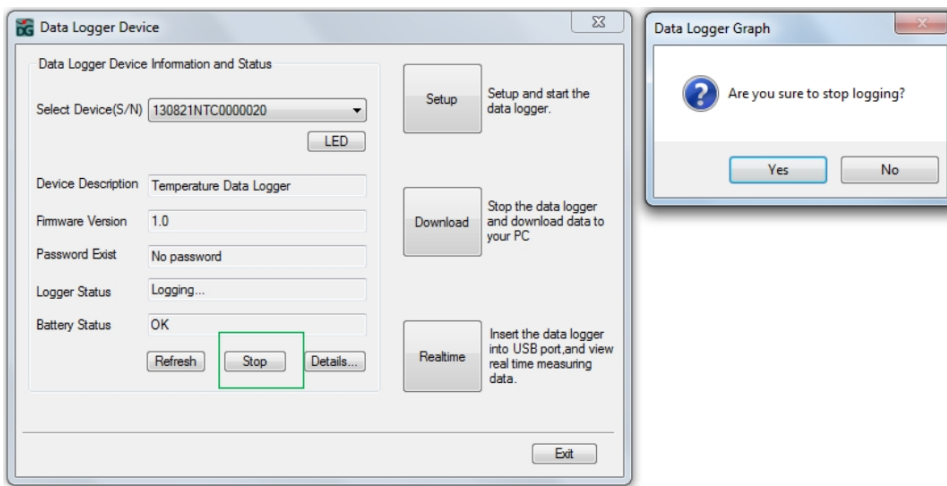 DG Data Logger Device
Data Logger Device Information and Status
Select Device(S/N) 130821NTC0000020
LED
Device Description Temperature Data Logger
Firmware Version 1.0
Password Exist No password
Logger Status Logging...
Battery Status OK
Refresh Stop Details...
Setup
Setup and start the
data logger.
Download
Stop the data logger
and download data to
your PC
Realtime
Insert the data logger
into USB port,and view
real time measuring
data.
Exit
Data Logger Graph
Are you sure to stop logging?
Yes No